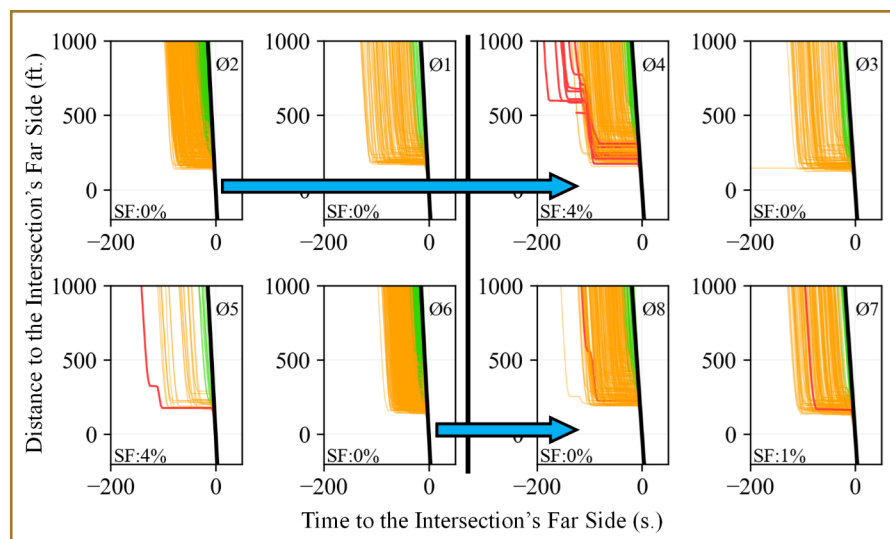 Distance to the Intersection's Far Side (ft.)
1000
500
0
Ø2
SF:0%
−200
0
1000
500
0
Ø1
SF:0%
−200
0
1000
500
0
Ø4
SF:4%
−200
0
1000
500
0
Ø3
SF:0%
−200
0
1000
500
0
Ø5
SF:4%
−200
0
1000
500
0
Ø6
SF:0%
−200
0
1000
500
0
Ø8
SF:0%
−200
0
1000
500
0
Ø7
SF:1%
−200
0
Time to the Intersection's Far Side (s.)